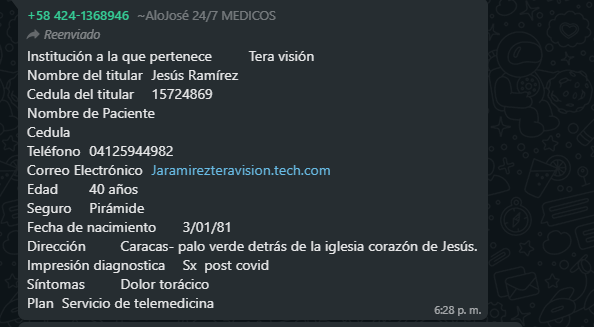 +58 424-1368946 ~AloJosé 24/7 MEDICOS
Reenviado
Institución a la que pertenece Tera visión
Nombre del titular Jesús Ramírez
Cedula del titular 15724869
Nombre de Paciente
Cedula
Teléfono 04125944982
Correo Electrónico Jaramirezteravision.tech.com
Edad 40 años
Seguro Pirámide
Fecha de nacimiento 3/01/81
Dirección Caracas- palo verde detrás de la iglesia corazón de Jesús.
Impresión diagnostica Sx post covid
Síntomas Dolor torácico
Plan Servicio de telemedicina
6:28 p. m.